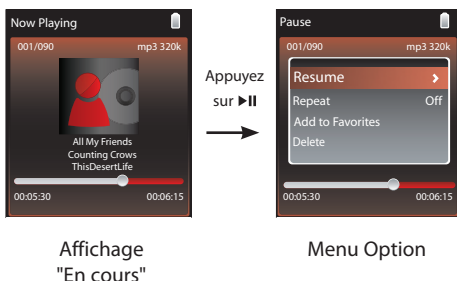 Now Playing
001/090 mp3 320k
All My Friends
Counting Crows
ThisDesertLife
00:05:30 00:06:15
Affichage
"En cours"
Appuyez
sur ▶II
Pause
001/090 mp3 320k
Resume >
Repeat Off
Add to Favorites
Delete
00:05:30 00:06:15
Menu Option